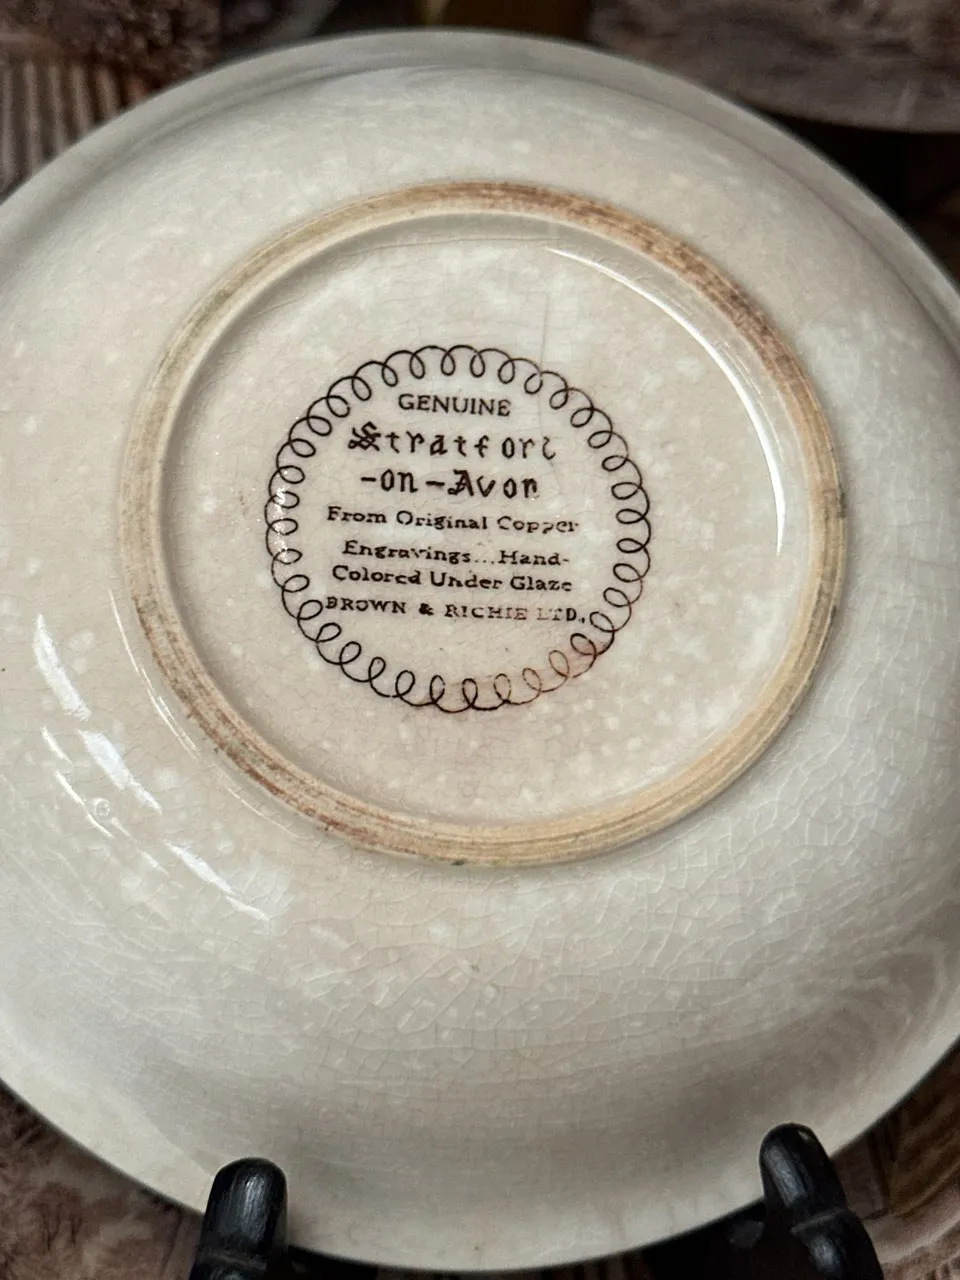 GENUINE
Stratford
-on-Avon
From Original Copper
Engravings...Hand-
Colored Under Glaze
BROWN & RICHIE LTD.